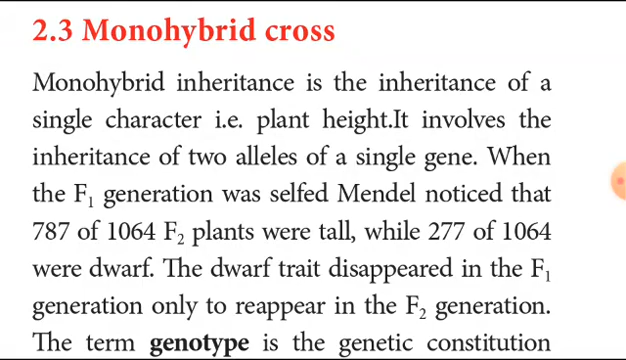 2.3 Monohybrid cross
Monohybrid inheritance is the inheritance of a
single character i.e. plant height.It involves the
inheritance of two alleles of a single gene. When
the F₁ generation was selfed Mendel noticed that
787 of 1064 F₂ plants were tall, while 277 of 1064
were dwarf. The dwarf trait disappeared in the F₁
generation only to reappear in the F₂ generation.
The term genotype is the genetic constitution